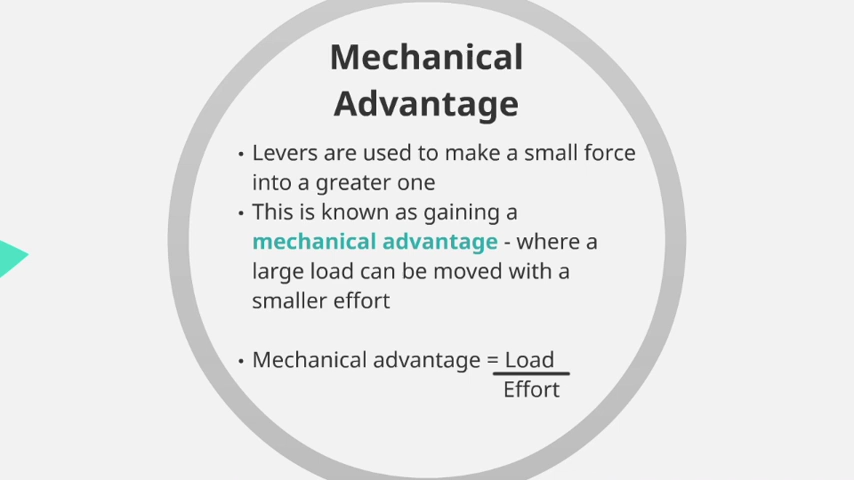 Mechanical
Advantage
• Levers are used to make a small force
into a greater one
• This is known as gaining a
mechanical advantage - where a
large load can be moved with a
smaller effort
• Mechanical advantage = Load
Effort